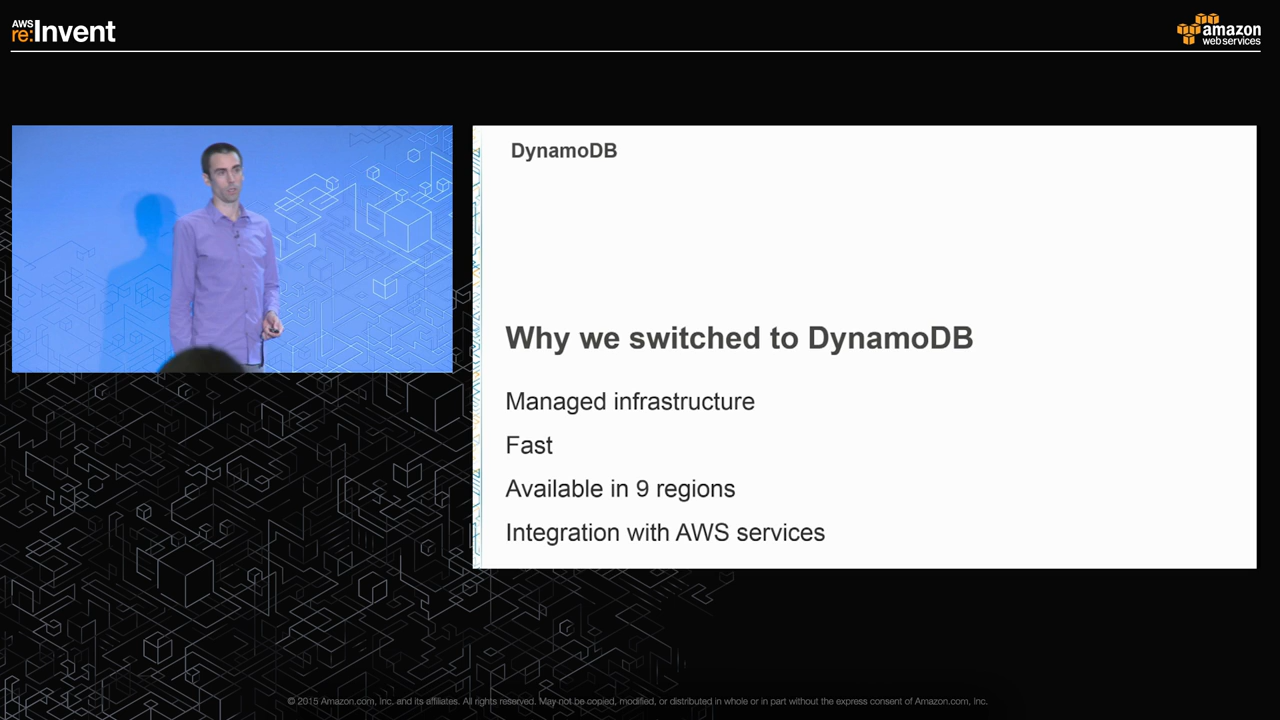 AWS
re:Invent
amazon
web services
DynamoDB
Why we switched to DynamoDB
Managed infrastructure
Fast
Available in 9 regions
Integration with AWS services
© 2015 Amazon.com, Inc. and its affiliates. All rights reserved. May not be copied, modified, or distributed in whole or in part without the express consent of Amazon.com, Inc.